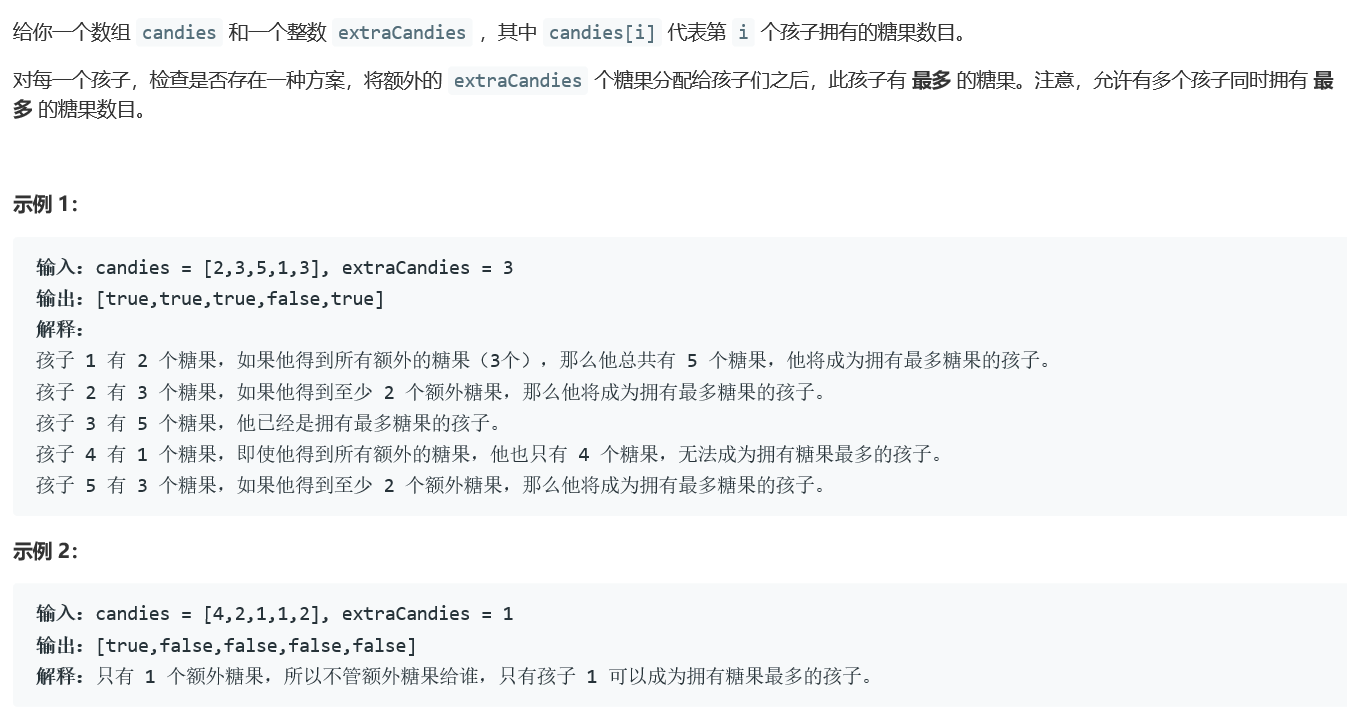 给你一个数组 candies 和一个整数 extraCandies ，其中 candies[i] 代表第 i 个孩子拥有的糖果数目。
对每一个孩子，检查是否存在一种方案，将额外的 extraCandies 个糖果分配给孩子们之后，此孩子有 最多 的糖果。注意，允许有多个孩子同时拥有 最
多 的糖果数目。
示例 1：
输入：candies = [2,3,5,1,3], extraCandies = 3
输出：[true,true,true,false,true]
解释：
孩子 1 有 2 个糖果，如果他得到所有额外的糖果（3个），那么他总共有 5 个糖果，他将成为拥有最多糖果的孩子。
孩子 2 有 3 个糖果，如果他得到至少 2 个额外糖果，那么他将成为拥有最多糖果的孩子。
孩子 3 有 5 个糖果，他已经是拥有最多糖果的孩子。
孩子 4 有 1 个糖果，即使他得到所有额外的糖果，他也只有 4 个糖果，无法成为拥有糖果最多的孩子。
孩子 5 有 3 个糖果，如果他得到至少 2 个额外糖果，那么他将成为拥有最多糖果的孩子。
示例 2：
输入：candies = [4,2,1,1,2], extraCandies = 1
输出：[true,false,false,false,false]
解释：只有 1 个额外糖果，所以不管额外糖果给谁，只有孩子 1 可以成为拥有糖果最多的孩子。